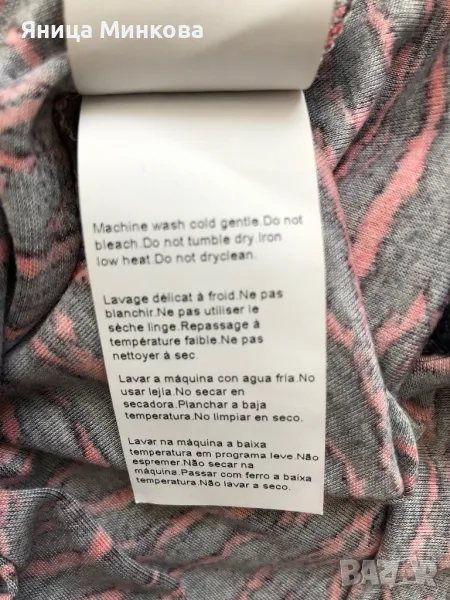 Яница Минкова
Machine wash cold gentle.Do not
bleach.Do not tumble dry.Iron
low heat.Do not dryclean.
Lavage délicat à froid.Ne pas
blanchir.Ne pas utiliser le
sèche linge.Repassage à
température faible.Ne pas
nettoyer à sec.
Lavar a máquina con agua fria.No
usar lejia.No secar en
secadora.Planchar a baja
temperatura.No limpiar en seco.
Lavar na máquina a baixa
temperatura em programa leve.Não
espremer.Não secar na
máquina.Passar com ferro a baixa
temperatura.Não lavar a seco.
bazar